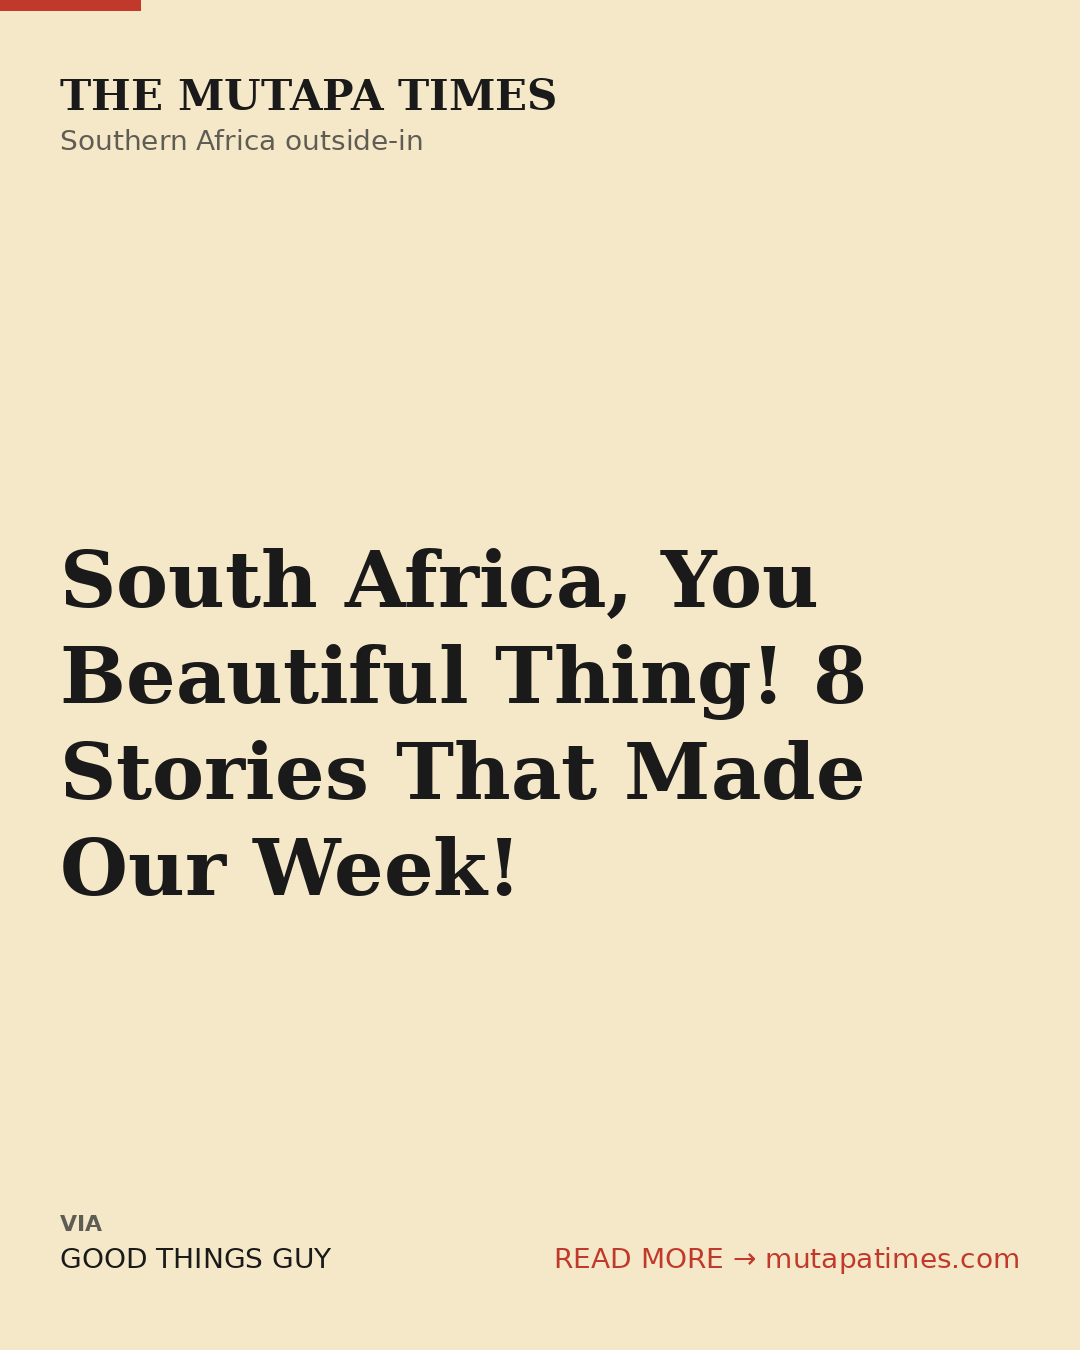 THE MUTAPA TIMES
Southern Africa outside-in
South Africa, You
Beautiful Thing! 8
Stories That Made
Our Week!
VIA
GOOD THINGS GUY
READ MORE → mutapatimes.com